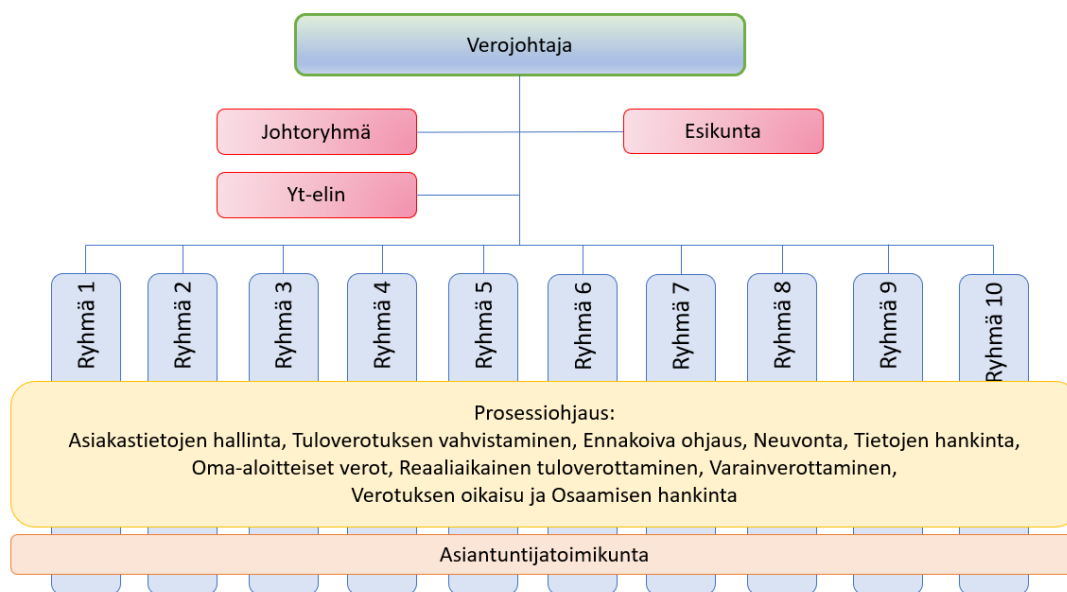 Verojohtaja
Johtoryhmä
Esikunta
Yt-elin
Ryhmä 1
Ryhmä 2
Ryhmä 3
Ryhmä 4
Ryhmä 5
Ryhmä 6
Ryhmä 7
Ryhmä 8
Ryhmä 9
Ryhmä 10
Prosessiohjaus:
Asiakastietojen hallinta, Tuloverotuksen vahvistaminen, Ennakoiva ohjaus, Neuvonta, Tietojen hankinta,
Oma-aloitteiset verot, Reaaliaikainen tuloverottaminen, Varainverottaminen,
Verotuksen oikaisu ja Osaamisen hankinta
Asiantuntijatoimikunta